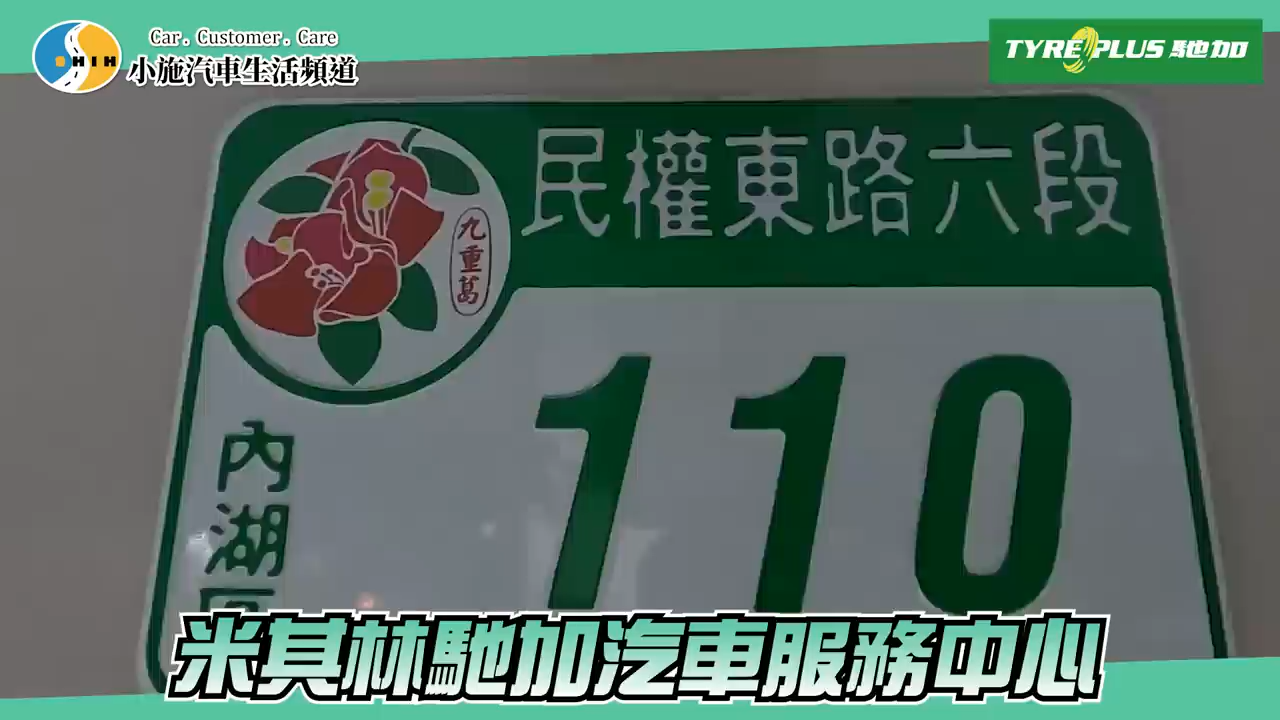 Car. Customer. Care
SHIH
小施汽車生活頻道
TYREPLUS 馳加
民權東路六段
九重葛
110
內湖區
米其林馳加汽車服務中心